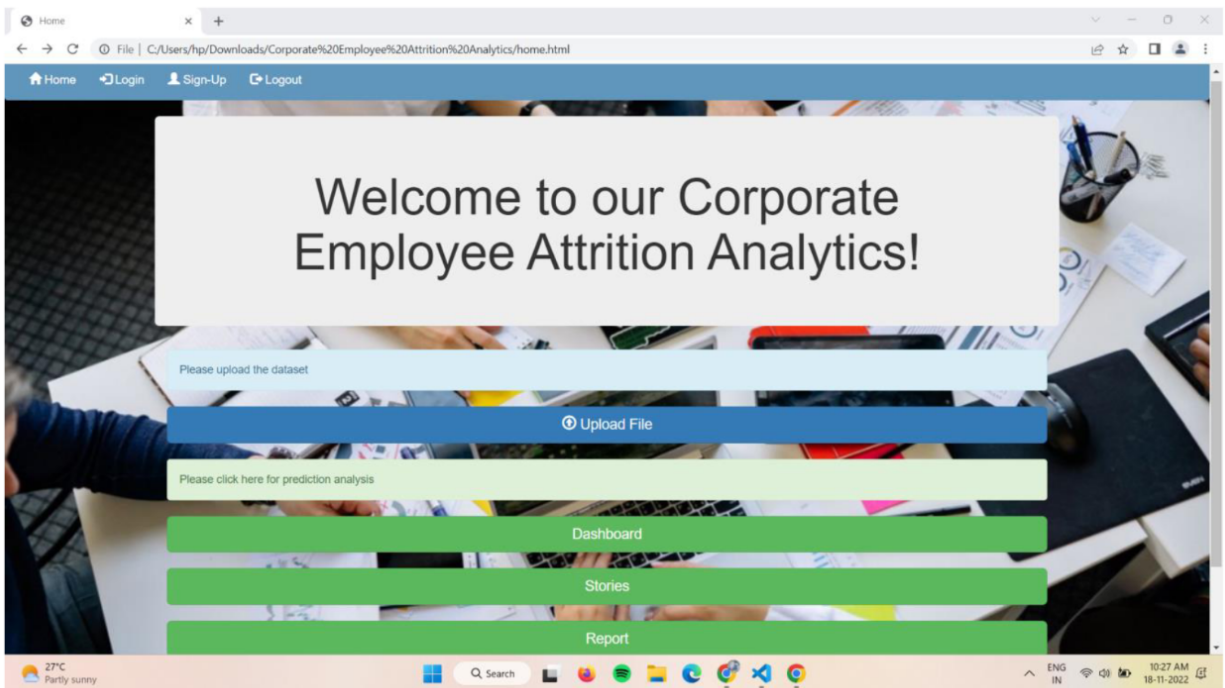 Home
File | C:/Users/hp/Downloads/Corporate%20Employee%20Attrition%20Analytics/home.html
Home Login Sign-Up Logout
Welcome to our Corporate
Employee Attrition Analytics!
Please upload the dataset
Upload File
Please click here for prediction analysis
Dashboard
Stories
Report
27°C
Partly sunny
Search
ENG
IN
10:27 AM
18-11-2022